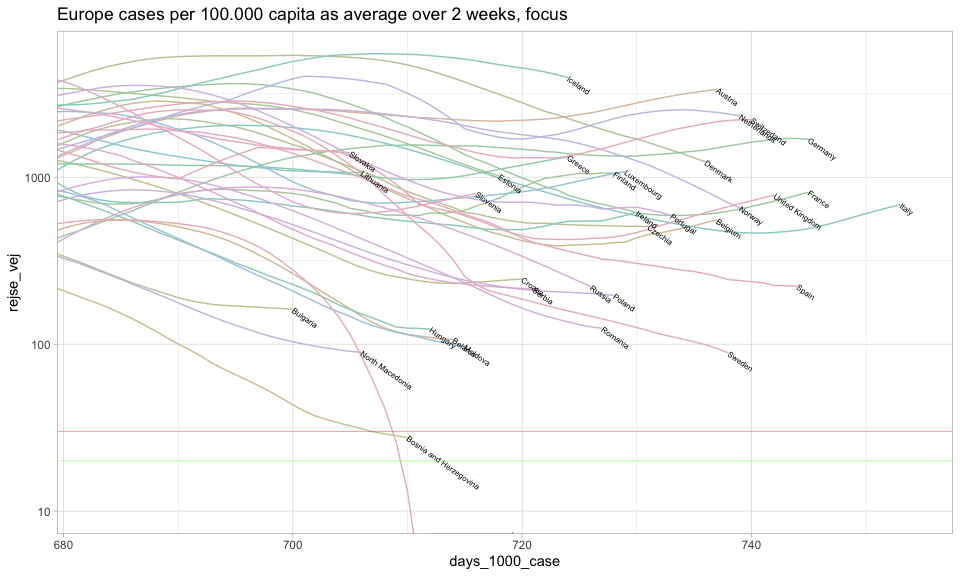 Europe cases per 100.000 capita as average over 2 weeks, focus
rejse_vej
1000
100
10
Iceland
Austria
Netherlands
Germany
Slovakia
Lithuania
Greece
Estonia
Finland
Luxembourg
Denmark
Slovenia
Ireland
Czechia
Portugal
Belgium
Norway
United Kingdom
France
Italy
Croatia
Serbia
Russia
Poland
Spain
Romania
Sweden
Bulgaria
Hungary
Moldova
North Macedonia
Bosnia and Herzegovina
680
700
720
740
days_1000_case